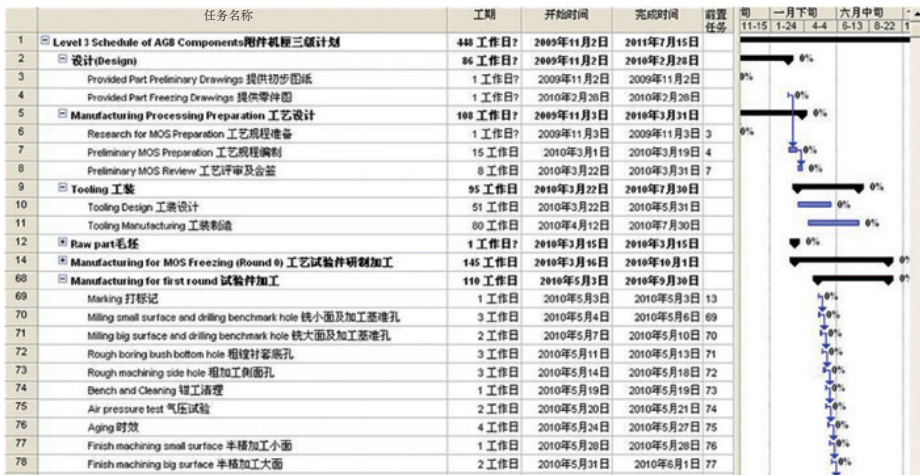 任务名称 工期 开始时间 完成时间 前置任务 旬 一月下旬 六月中旬
11-15 1-24 4-4 6-13 8-22
1 Level 3 Schedule of AGB Components附件机匣三级计划 448 工作日? 2009年11月2日 2011年7月15日
2 设计(Design) 86 工作日? 2009年11月2日 2010年2月28日 0%
3 Provided Part Preliminary Drawings 提供初步图纸 1 工作日? 2009年11月2日 2009年11月2日 0%
4 Provided Part Freezing Drawings 提供零件图 1 工作日? 2010年2月28日 2010年2月28日 0%
5 Manufacturing Processing Preparation 工艺设计 108 工作日? 2009年11月3日 2010年3月31日 0%
6 Research for MOS Preparation 工艺规程准备 1 工作日? 2009年11月3日 2009年11月3日 3 0%
7 Preliminary MOS Preparation 工艺规程编制 15 工作日 2010年3月1日 2010年3月19日 4 0%
8 Preliminary MOS Review 工艺评审及会签 8 工作日 2010年3月22日 2010年3月31日 7 0%
9 Tooling 工装 95 工作日 2010年3月22日 2010年7月30日 0%
10 Tooling Design 工装设计 51 工作日 2010年3月22日 2010年5月31日 0%
11 Tooling Manufacturing 工装制造 80 工作日 2010年4月12日 2010年7月30日 0%
12 Raw part毛坯 1 工作日? 2010年3月15日 2010年3月15日 0%
14 Manufacturing for MOS Freezing (Round 0) 工艺试验件研制加工 145 工作日 2010年3月16日 2010年10月1日
68 Manufacturing for first round 试验件加工 110 工作日 2010年5月3日 2010年9月30日
69 Marking 打标记 1 工作日 2010年5月3日 2010年5月3日 13 0%
70 Milling small surface and drilling benchmark hole 铣小面及加工基准孔 3 工作日 2010年5月4日 2010年5月6日 69 0%
71 Milling big surface and drilling benchmark hole 铣大面及加工基准孔 2 工作日 2010年5月7日 2010年5月10日 70 0%
72 Rough boring bush bottom hole 粗镗衬套底孔 3 工作日 2010年5月11日 2010年5月13日 71 0%
73 Rough machining side hole 粗加工侧面孔 3 工作日 2010年5月14日 2010年5月18日 72 0%
74 Bench and Cleaning 钳工清理 1 工作日 2010年5月19日 2010年5月19日 73 0%
75 Air pressure test 气压试验 2 工作日 2010年5月20日 2010年5月21日 74 0%
76 Aging 时效 4 工作日 2010年5月24日 2010年5月27日 75 0%
77 Finish machining small surface 半精加工小面 1 工作日 2010年5月28日 2010年5月28日 76 0%
78 Finish machining big surface 半精加工大面 2 工作日 2010年5月31日 2010年6月1日 77 0%